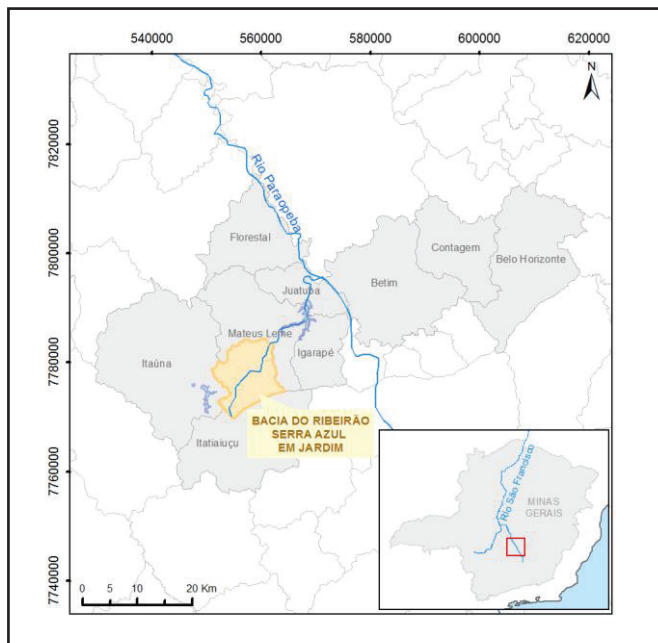 540000 560000 580000 600000 620000
N
7820000
7800000
7780000
7760000
7740000
Rio Paraopeba
Florestal
Contagem
Belo Horizonte
Betim
Juatuba
Mateus Leme
Igarapé
Itaúna
BACIA DO RIBEIRÃO
SERRA AZUL
EM JARDIM
Itatiaiuçu
Rio São Francisco
MINAS
GERAIS
0 5 10 20 Km